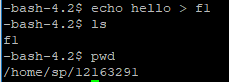 -bash-4.2$ echo hello > f1
-bash-4.2$ ls
f1
-bash-4.2$ pwd
/home/sp/12163291